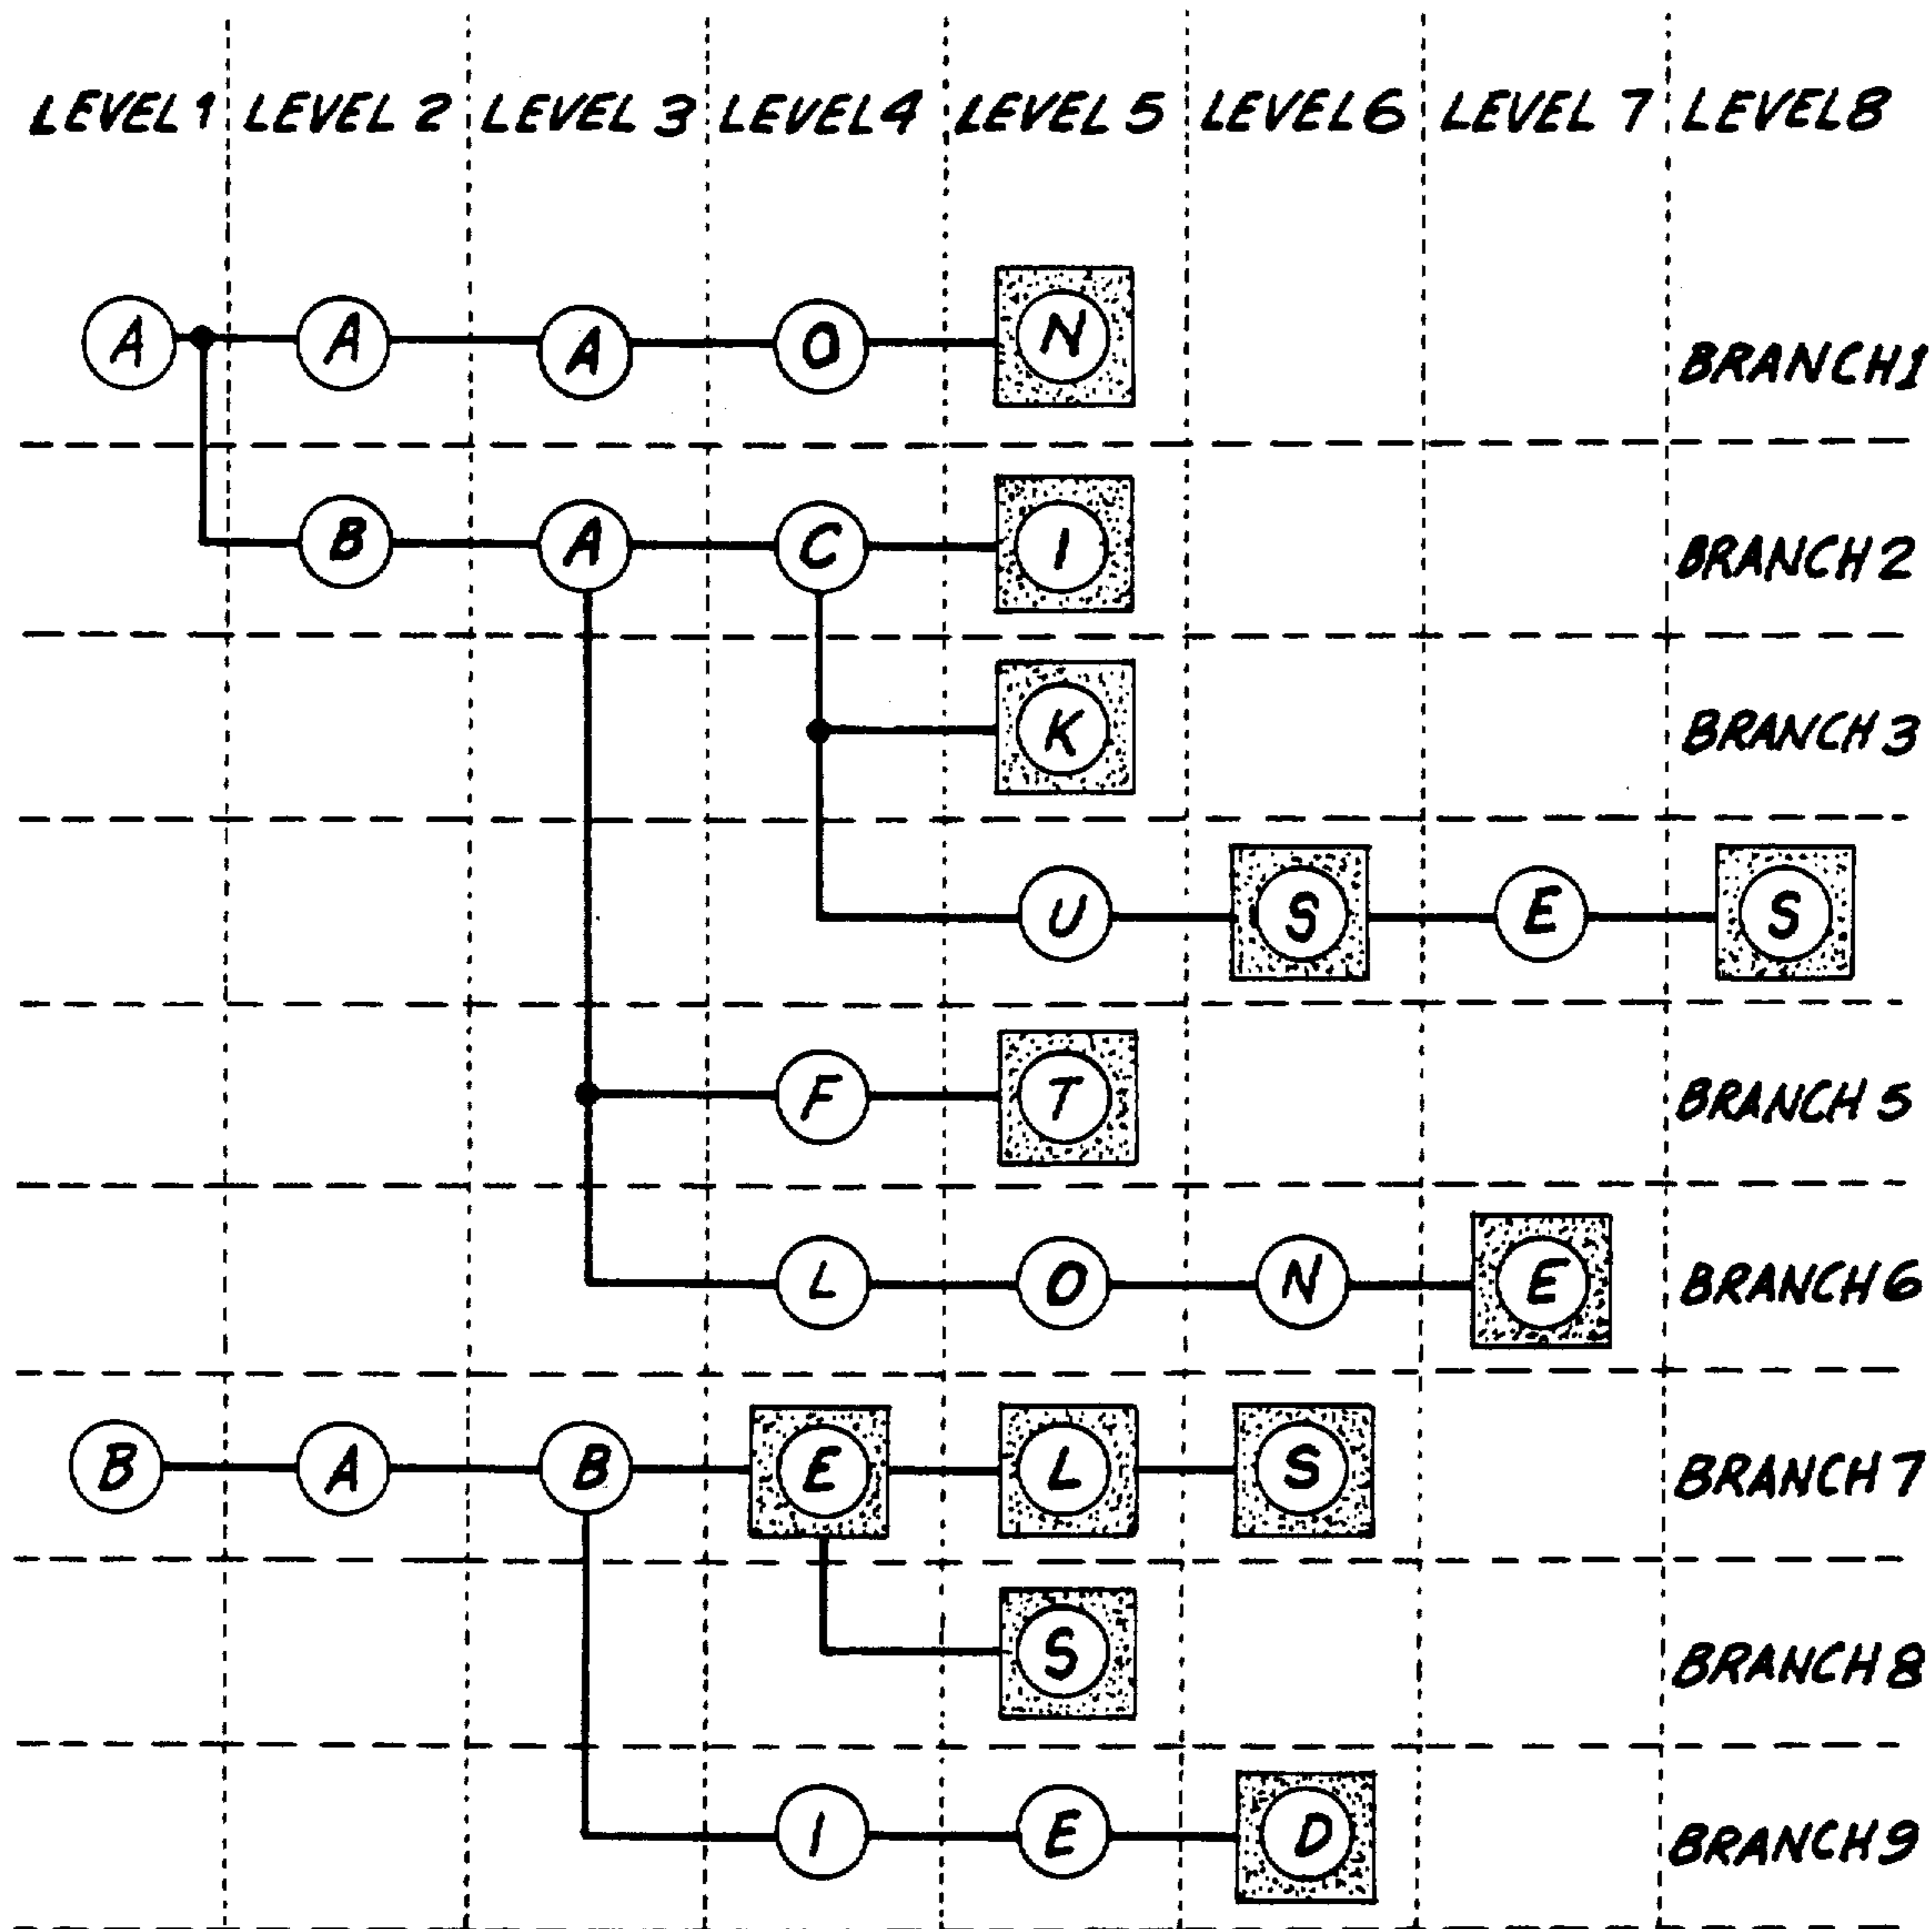 LEVEL 1 LEVEL 2 LEVEL 3 LEVEL 4 LEVEL 5 LEVEL 6 LEVEL 7 LEVEL 8
A A A O N BRANCH 1
B A C I BRANCH 2
K BRANCH 3
U S E S
F T BRANCH 5
L O N E BRANCH 6
B A B E L S BRANCH 7
S BRANCH 8
I E D BRANCH 9